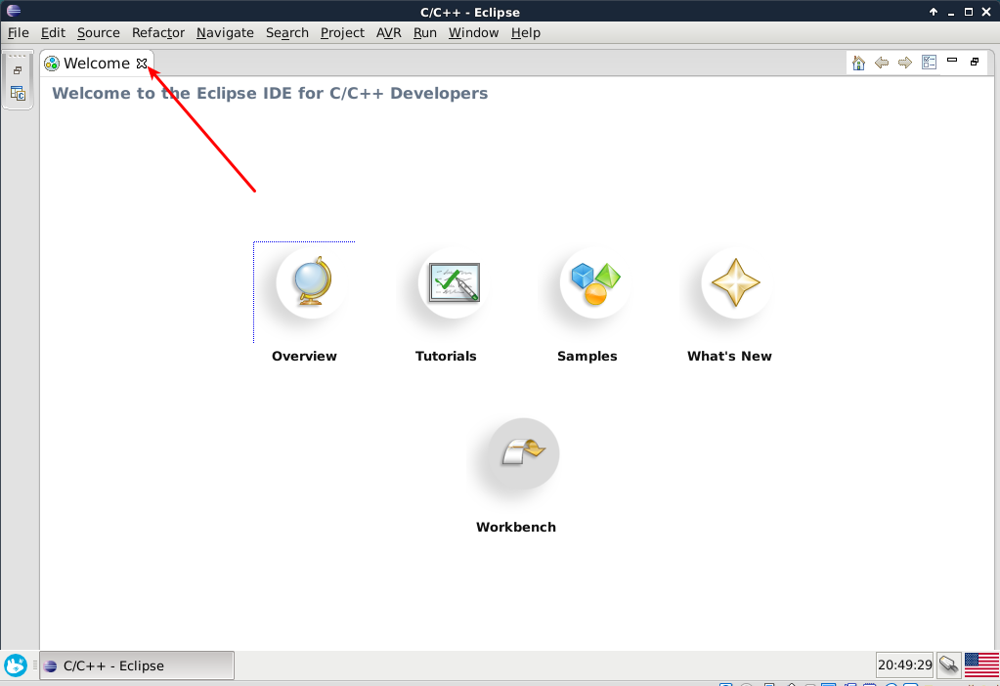 C/C++ - Eclipse
File Edit Source Refactor Navigate Search Project AVR Run Window Help
Welcome
Welcome to the Eclipse IDE for C/C++ Developers
Overview Tutorials Samples What's New
Workbench
C/C++ - Eclipse 20:49:29